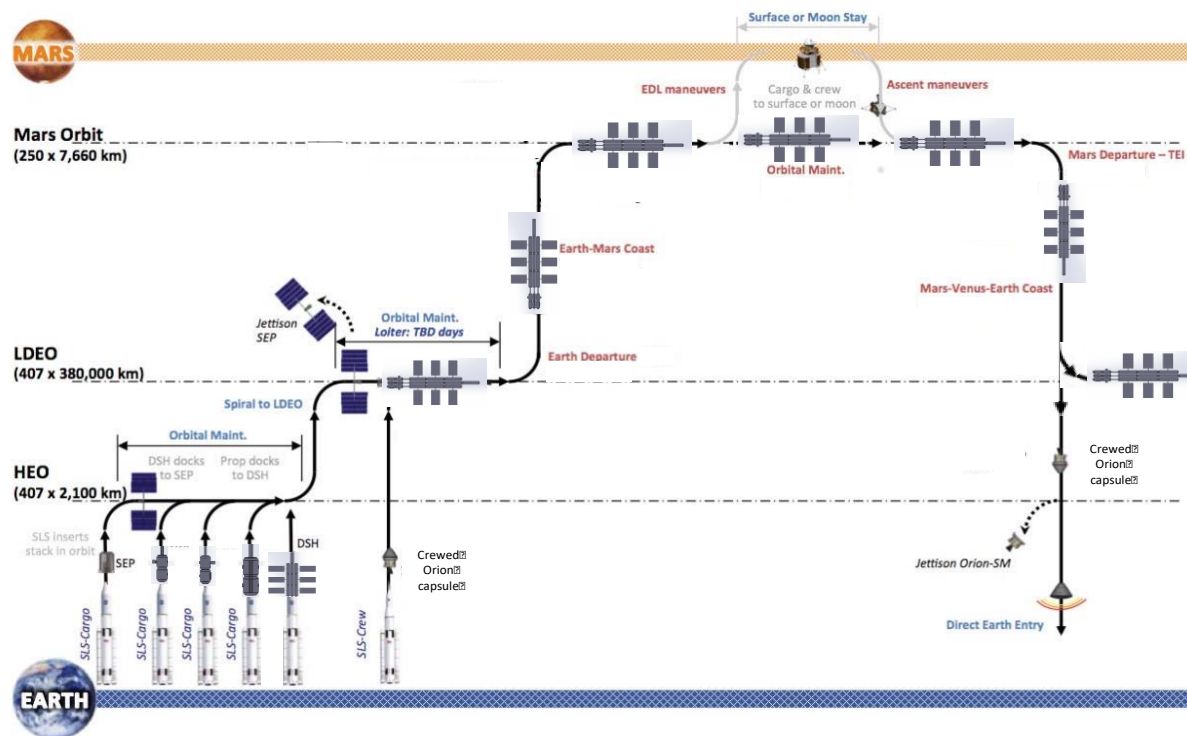 Surface or Moon Stay
MARS
EDL maneuvers
Cargo & crew
to surface or moon
Ascent maneuvers
Mars Orbit
(250 x 7,660 km)
Orbital Maint.
Mars Departure – TEI
Earth-Mars Coast
Mars-Venus-Earth Coast
Jettison
SEP
Orbital Maint.
Loiter: TBD days
LDEO
(407 x 380,000 km)
Earth Departure
Spiral to LDEO
Orbital Maint.
DSH docks
to SEP
Prop docks
to DSH
HEO
(407 x 2,100 km)
Crewed
Orion
capsule
SLS inserts
stack in orbit
SEP
DSH
Crewed
Orion
capsule
Jettison Orion-SM
SLS-Cargo
SLS-Cargo
SLS-Cargo
SLS-Cargo
SLS-Crew
Direct Earth Entry
EARTH